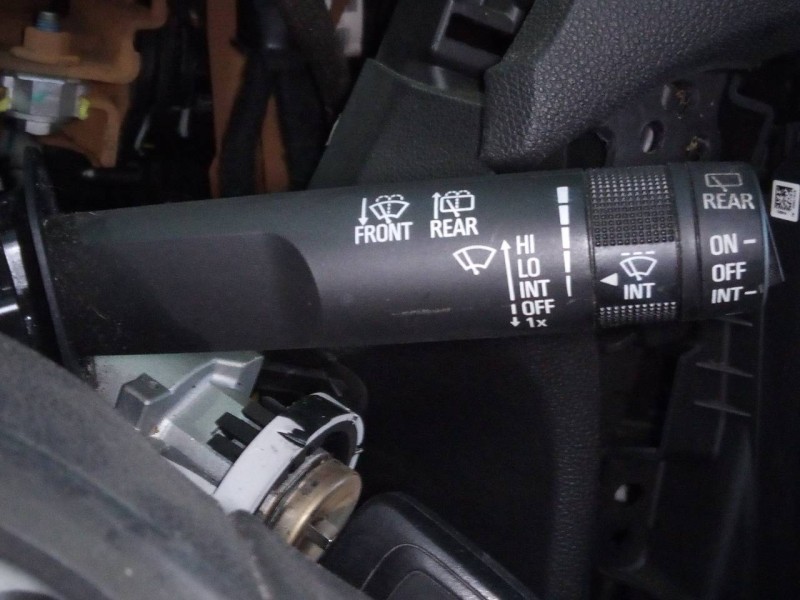 FRONT
REAR
HI
LO
INT
OFF
1x
INT
REAR
ON -
OFF
INT -